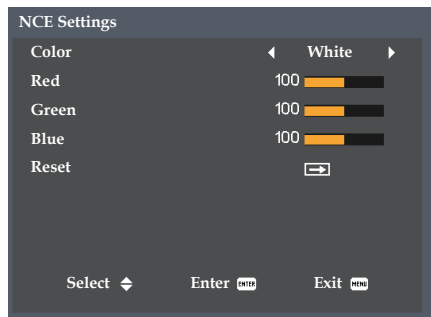 NCE Settings
Color White
Red 100
Green 100
Blue 100
Reset
Select Enter ENTER Exit MENU